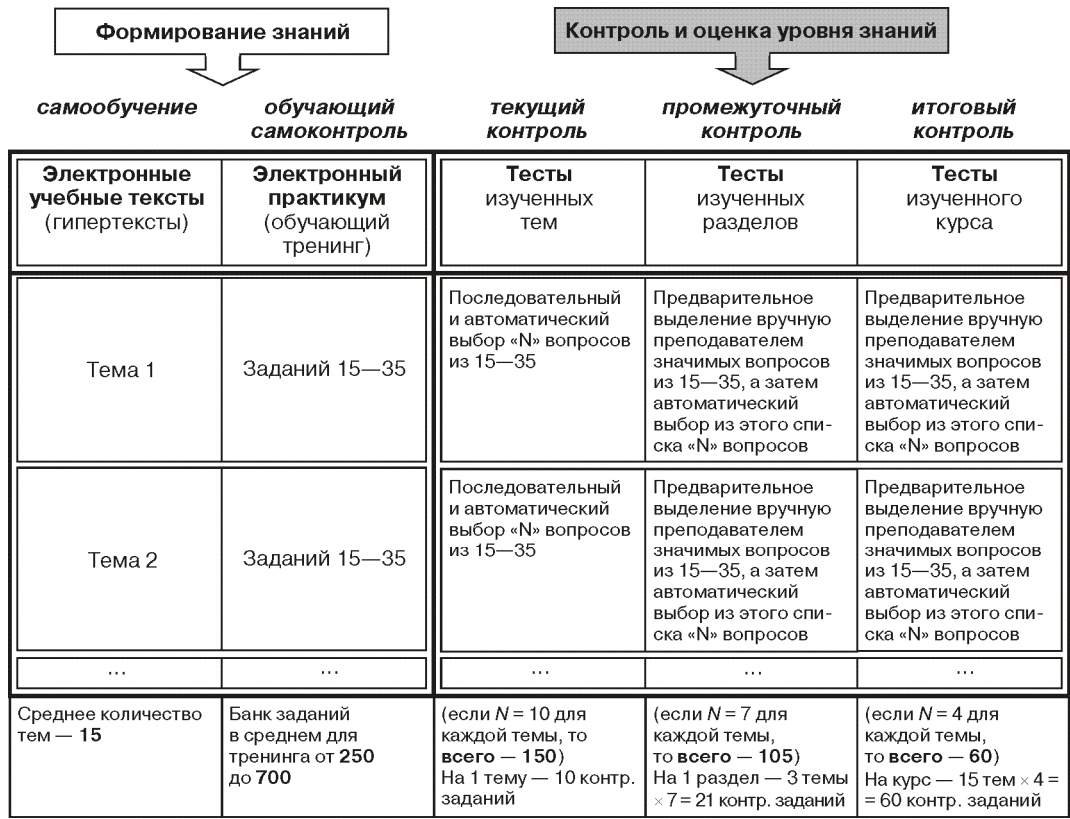 Формирование знаний
Контроль и оценка уровня знаний
самообучение
обучающий
самоконтроль
текущий
контроль
промежуточный
контроль
итоговый
контроль
Электронные
учебные тексты
(гипертексты)
Электронный
практикум
(обучающий
тренинг)
Тесты
изученных
тем
Тесты
изученных
разделов
Тесты
изученного
курса
Тема 1
Заданий 15—35
Последовательный
и автоматический
выбор «N» вопросов
из 15—35
Предварительное
выделение вручную
преподавателем
значимых вопросов
из 15—35, а затем
автоматический
выбор из этого спи-
ска «N» вопросов
Предварительное
выделение вручную
преподавателем
значимых вопросов
из 15—35, а затем
автоматический
выбор из этого спи-
ска «N» вопросов
Тема 2
Заданий 15—35
Последовательный
и автоматический
выбор «N» вопросов
из 15—35
Предварительное
выделение вручную
преподавателем
значимых вопросов
из 15—35, а затем
автоматический
выбор из этого спи-
ска «N» вопросов
Предварительное
выделение вручную
преподавателем
значимых вопросов
из 15—35, а затем
автоматический
выбор из этого спи-
ска «N» вопросов
...
...
...
...
...
Среднее количество
тем — 15
Банк заданий
в среднем для
тренинга от 250
до 700
(если N = 10 для
каждой темы, то
всего — 150)
На 1 тему — 10 контр.
заданий
(если N = 7 для
каждой темы,
то всего — 105)
На 1 раздел — 3 темы
× 7 = 21 контр. заданий
(если N = 4 для
каждой темы,
то всего — 60)
На курс — 15 тем × 4 =
= 60 контр. заданий